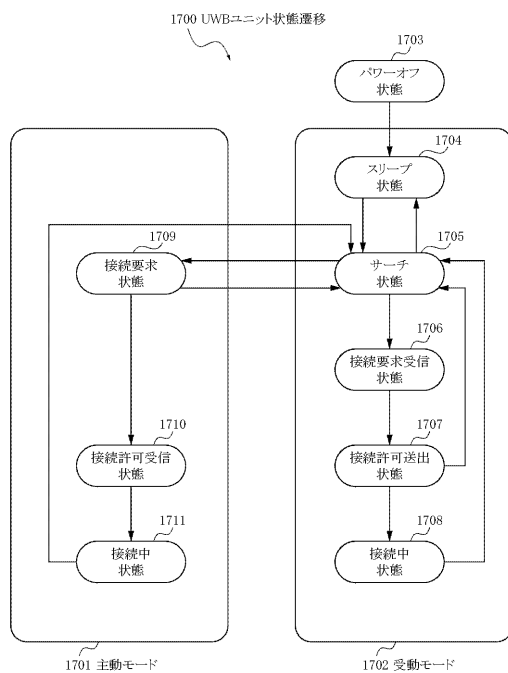 1700 UWBユニット状態遷移
1703
パワーオフ
状態
1704
スリープ
状態
1709
接続要求
状態
1705
サーチ
状態
1706
接続要求受信
状態
1710
接続許可受信
状態
1707
接続許可送出
状態
1711
接続中
状態
1708
接続中
状態
1701 主動モード
1702 受動モード